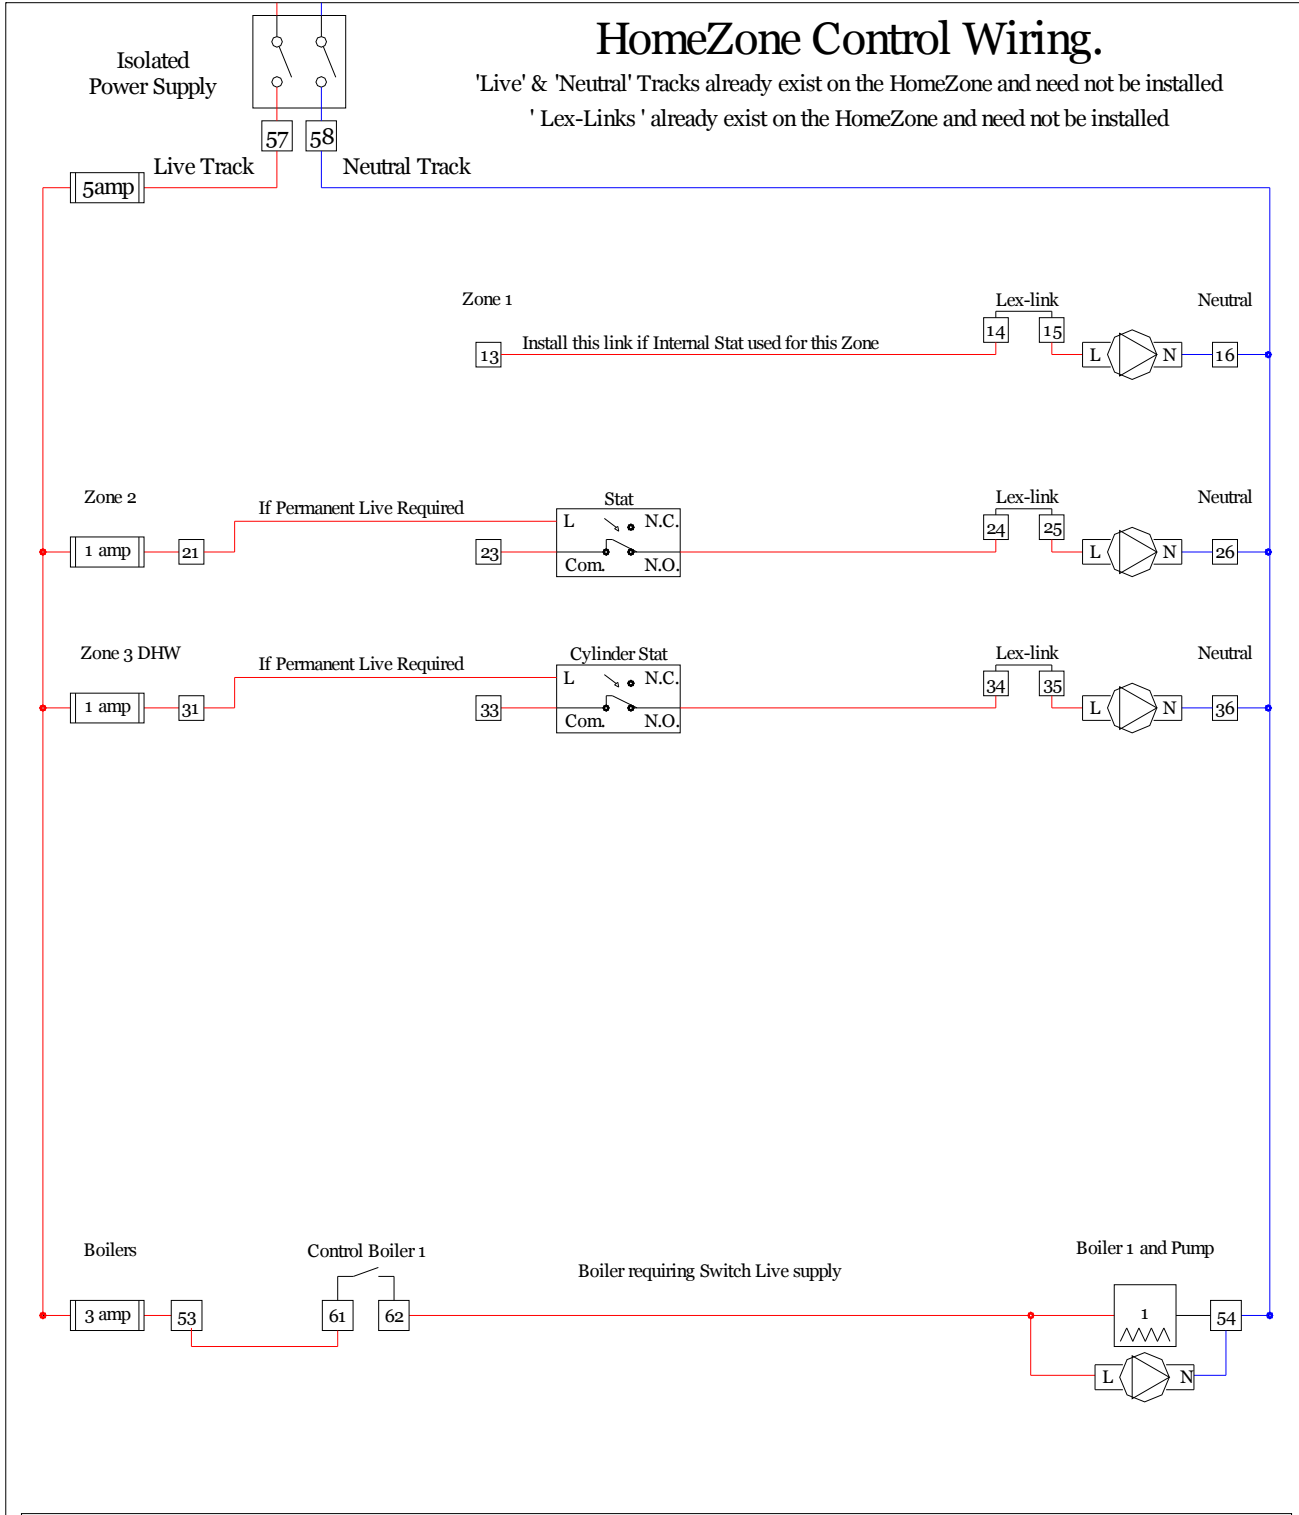 HomeZone Control Wiring.
'Live' & 'Neutral' Tracks already exist on the HomeZone and need not be installed
' Lex-Links ' already exist on the HomeZone and need not be installed
Isolated
Power Supply
57
58
Live Track
Neutral Track
5amp
Zone 1
Lex-link
Neutral
13
Install this link if Internal Stat used for this Zone
14
15
L
N
16
Zone 2
If Permanent Live Required
Stat
Lex-link
Neutral
1 amp
21
23
L
N.C.
Com.
N.O.
24
25
L
N
26
Zone 3 DHW
If Permanent Live Required
Cylinder Stat
Lex-link
Neutral
1 amp
31
33
L
N.C.
Com.
N.O.
34
35
L
N
36
Boilers
Control Boiler 1
Boiler requiring Switch Live supply
Boiler 1 and Pump
3 amp
53
61
62
1
54
L
N